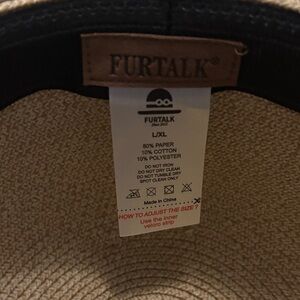 FURTALK®
FURTALK
L/XL
80% PAPIER
10% COTTON
10% POLYESTER
DO NOT IRON
DO NOT DRY CLEAN
DO NOT TUMBLE DRY
SPOT CLEAN ONLY
Made in China
HOW TO ADJUST THE SIZE?
Use the inner
velcro strip